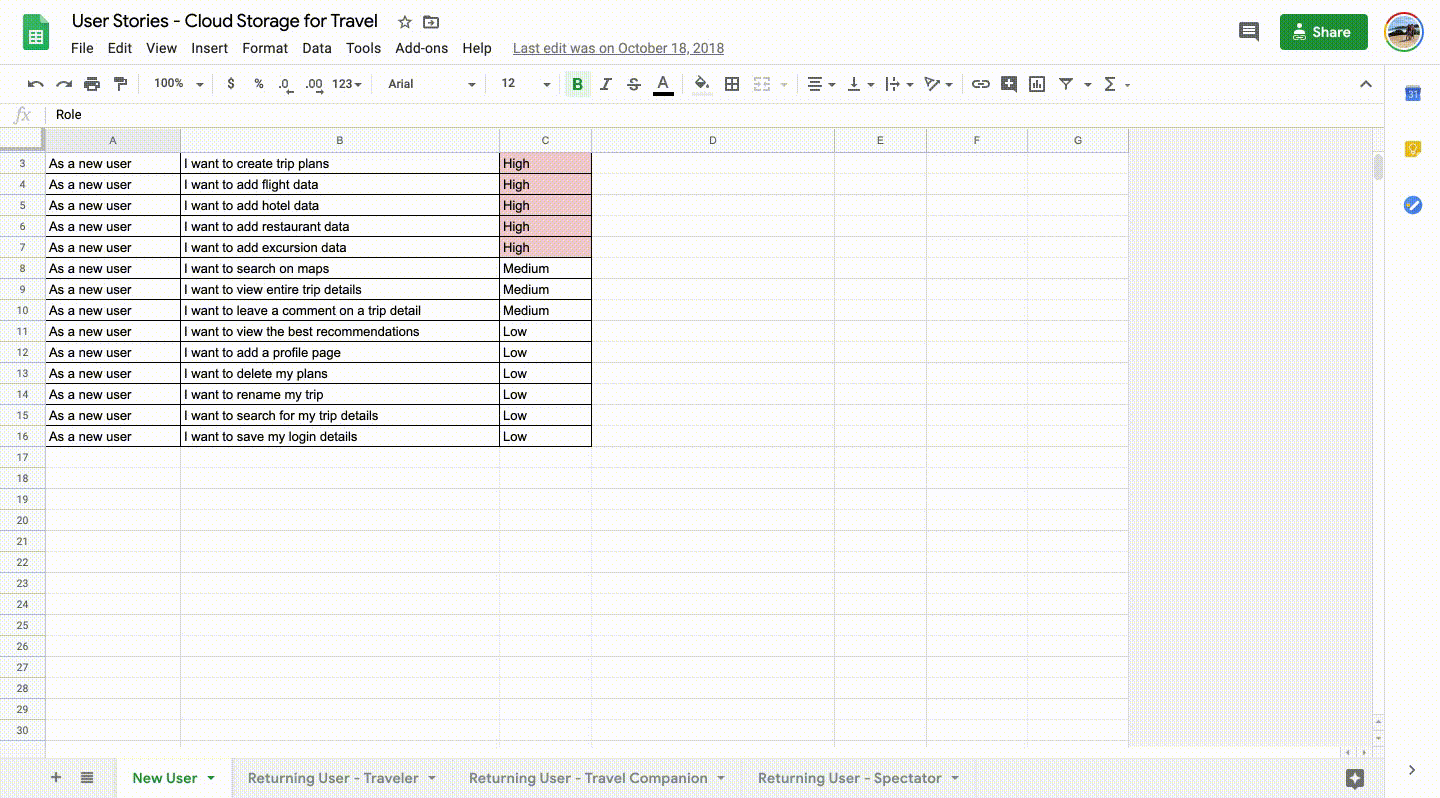 User Stories - Cloud Storage for Travel
File Edit View Insert Format Data Tools Add-ons Help Last edit was on October 18, 2018
Share
100% $ % .0 .00 123 Arial 12 B I S A Σ
31
fx Role
A B C D E F G
3 As a new user I want to create trip plans High
4 As a new user I want to add flight data High
5 As a new user I want to add hotel data High
6 As a new user I want to add restaurant data High
7 As a new user I want to add excursion data High
8 As a new user I want to search on maps Medium
9 As a new user I want to view entire trip details Medium
10 As a new user I want to leave a comment on a trip detail Medium
11 As a new user I want to view the best recommendations Low
12 As a new user I want to add a profile page Low
13 As a new user I want to delete my plans Low
14 As a new user I want to rename my trip Low
15 As a new user I want to search for my trip details Low
16 As a new user I want to save my login details Low
17
18
19
20
21
22
23
24
25
26
27
28
29
30
New User Returning User - Traveler Returning User - Travel Companion Returning User - Spectator